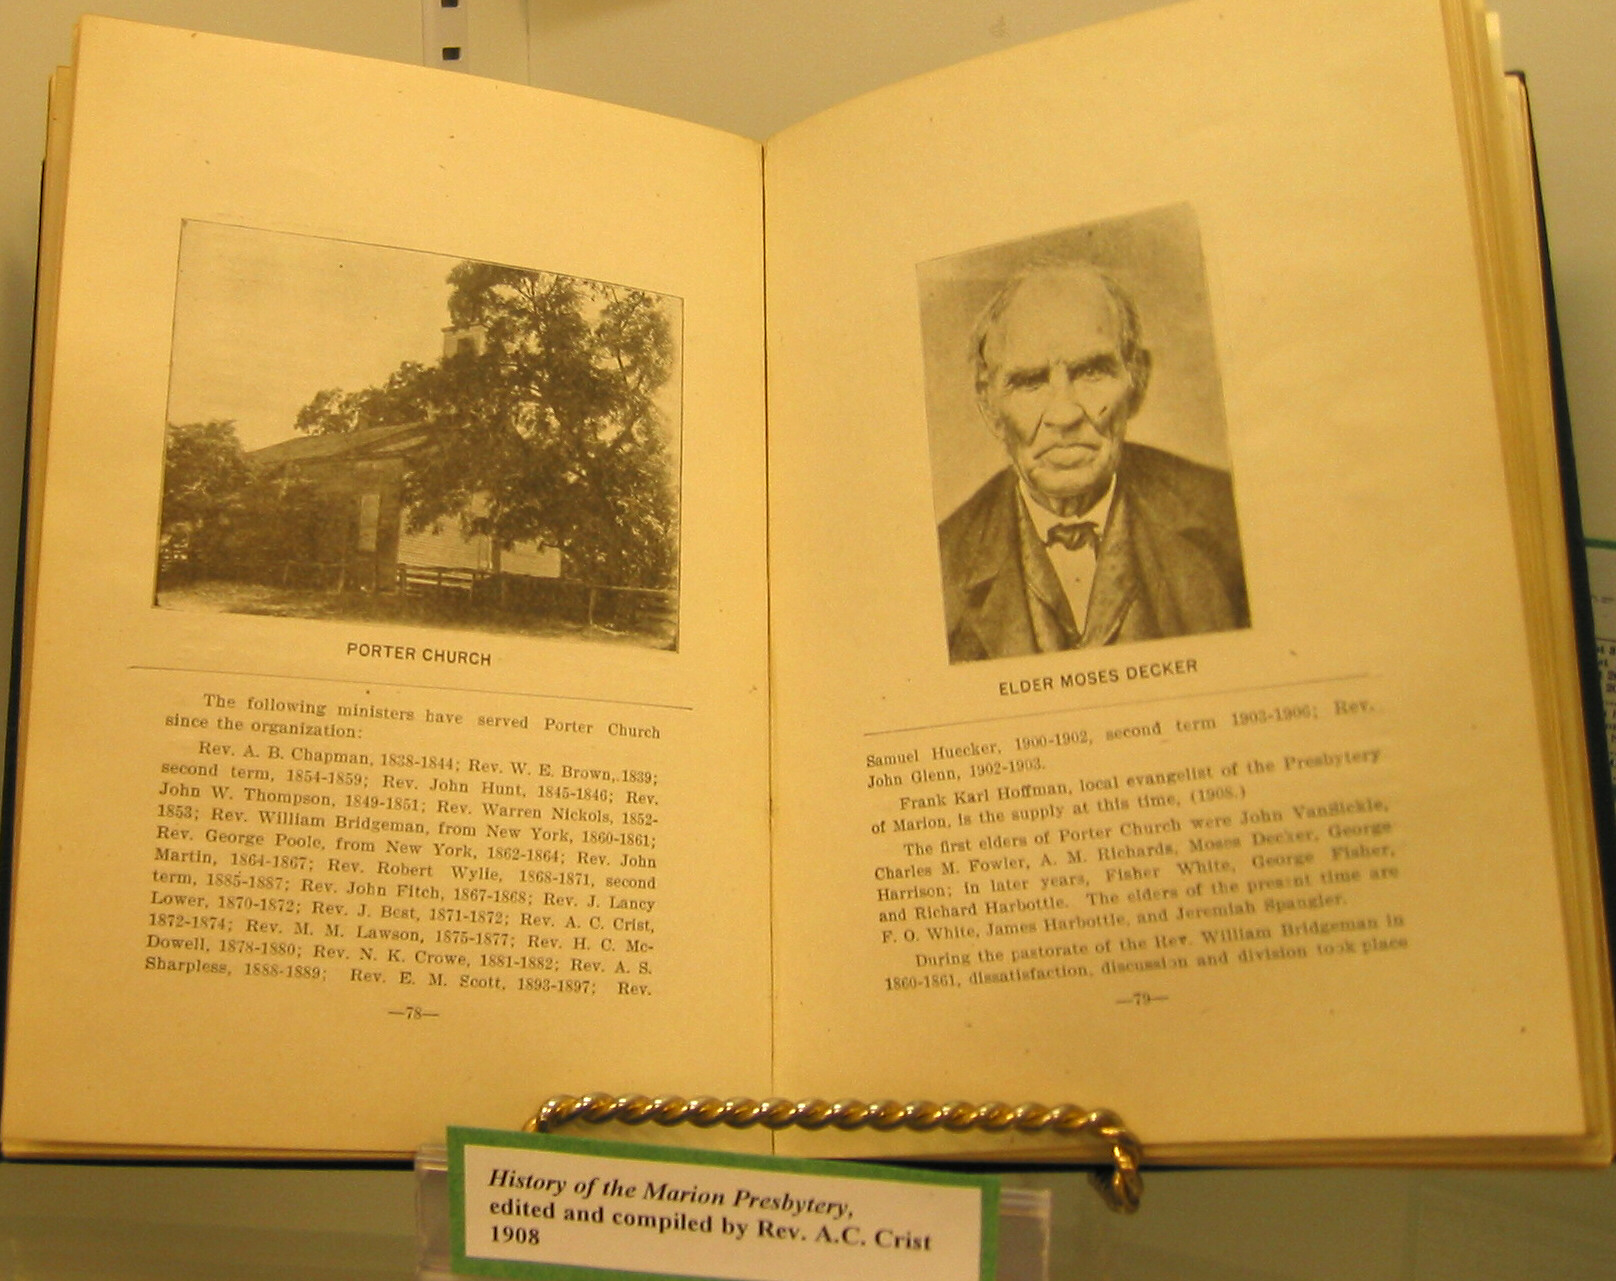 PORTER CHURCH
The following ministers have served Porter Church
since the organization:
Rev. A. B. Chapman, 1838-1844; Rev. W. E. Brown, 1839;
second term, 1854-1859; Rev. John Hunt, 1845-1846; Rev.
John W. Thompson, 1849-1851; Rev. Warren Nickols, 1852-
1853; Rev. William Bridgeman, from New York, 1860-1861;
Rev. George Poole, from New York, 1862-1864; Rev. John
Martin, 1864-1867; Rev. Robert Wylie, 1868-1871, second
term, 1885-1887; Rev. John Fitch, 1867-1868; Rev. J. Lancy
Lower, 1870-1872; Rev. J. Best, 1871-1872; Rev. A. C. Crist,
1872-1874; Rev. M. M. Lawson, 1875-1877; Rev. H. C. Mc-
Dowell, 1878-1880; Rev. N. K. Crowe, 1881-1882; Rev. A. S.
Sharpless, 1888-1889; Rev. E. M. Scott, 1893-1897; Rev.
—78—
ELDER MOSES DECKER
Samuel Huecker, 1900-1902, second term 1903-1906; Rev.
John Glenn, 1902-1903.
Frank Karl Hoffman, local evangelist of the Presbytery
of Marion, is the supply at this time, (1908.)
The first elders of Porter Church were John VanSickle,
Charles M. Fowler, A. M. Richards, Moses Decker, George
Harrison; in later years, Fisher White, George Fisher,
and Richard Harbottle. The elders of the present time are
F. O. White, James Harbottle, and Jeremiah Spangler.
During the pastorate of the Rev. William Bridgeman in
1860-1861, dissatisfaction, discussion and division took place
—79—
History of the Marion Presbytery,
edited and compiled by Rev. A.C. Crist
1908